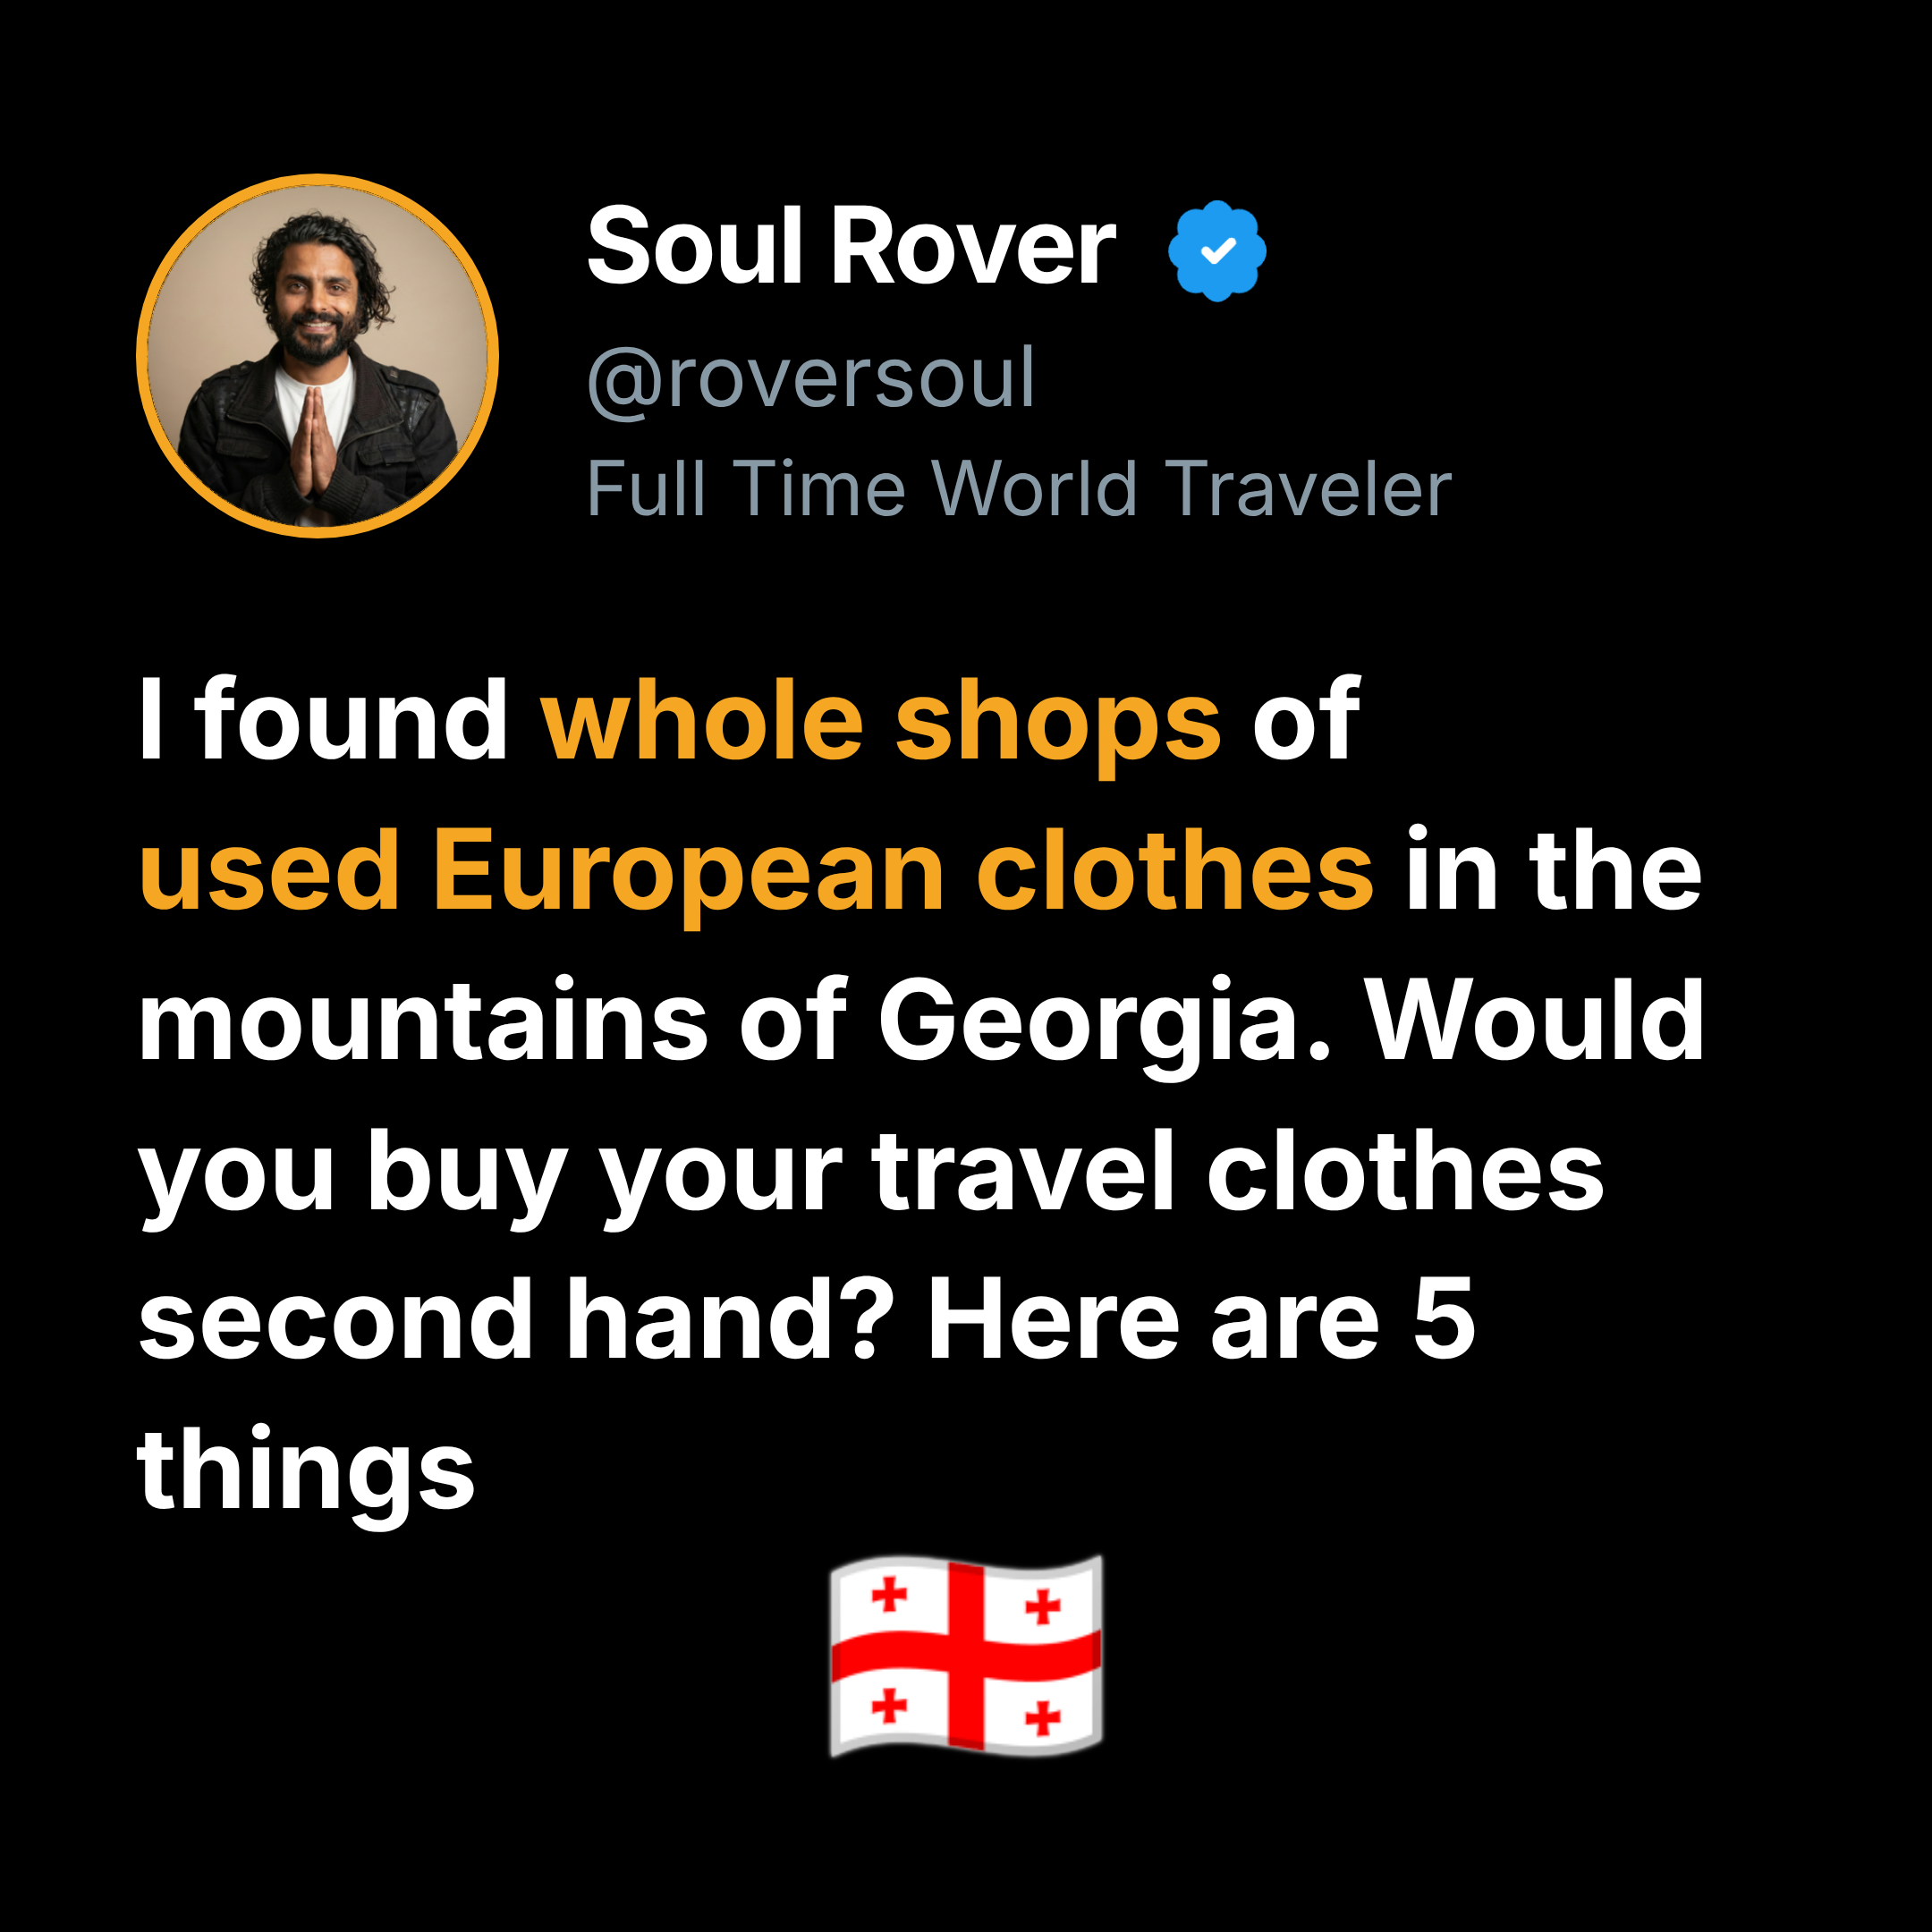 Soul Rover
@roversoul
Full Time World Traveler
I found whole shops of
used European clothes in the
mountains of Georgia. Would
you buy your travel clothes
second hand? Here are 5
things